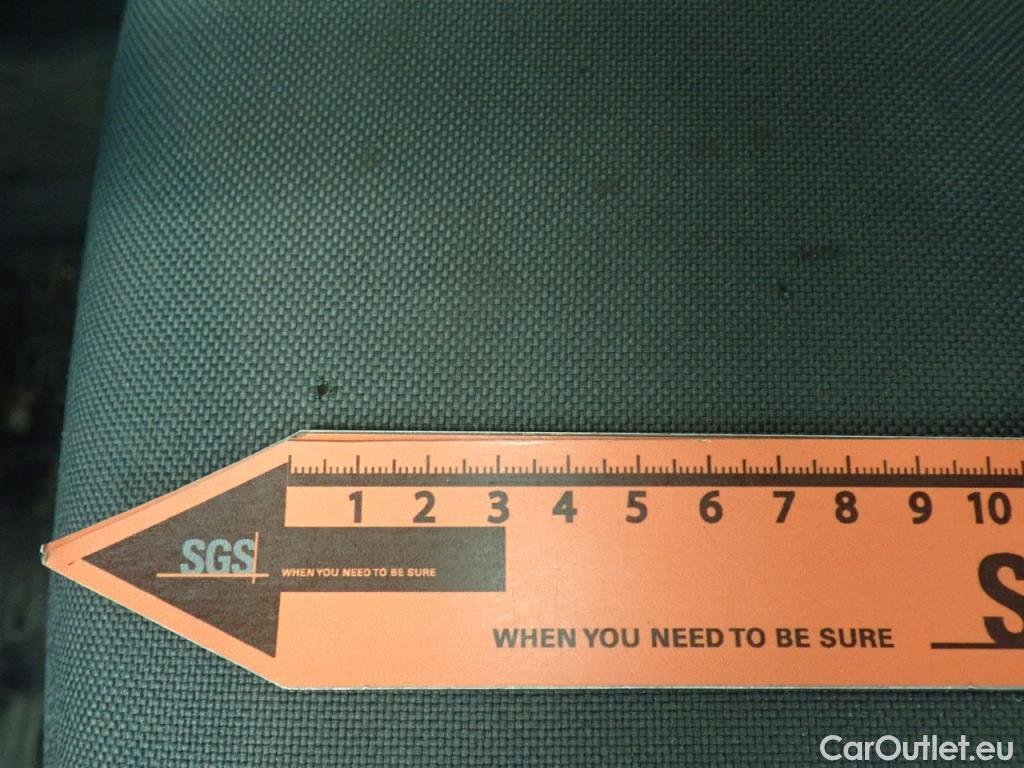 1 2 3 4 5 6 7 8 9 10
SGS
WHEN YOU NEED TO BE SURE
S
WHEN YOU NEED TO BE SURE
CarOutlet.eu